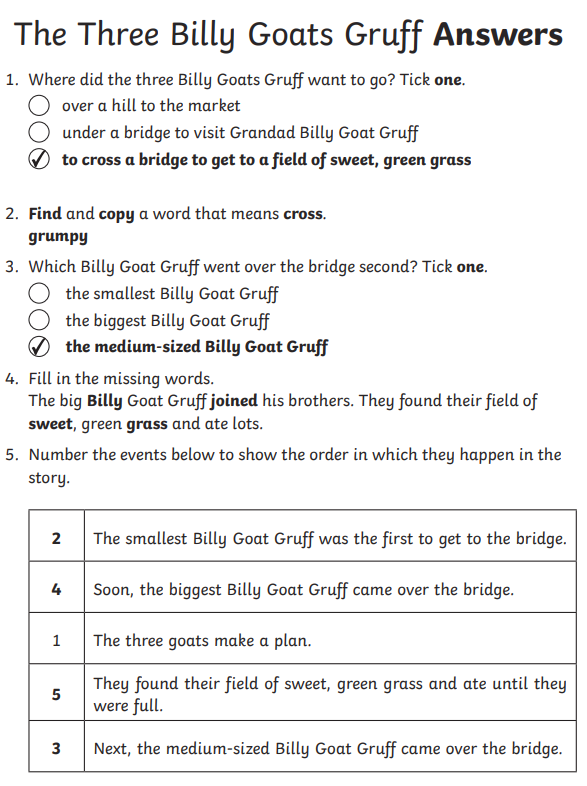 The Three Billy Goats Gruff Answers
1. Where did the three Billy Goats Gruff want to go? Tick one.
over a hill to the market
under a bridge to visit Grandad Billy Goat Gruff
to cross a bridge to get to a field of sweet, green grass
2. Find and copy a word that means cross.
grumpy
3. Which Billy Goat Gruff went over the bridge second? Tick one.
the smallest Billy Goat Gruff
the biggest Billy Goat Gruff
the medium-sized Billy Goat Gruff
4. Fill in the missing words.
The big Billy Goat Gruff joined his brothers. They found their field of
sweet, green grass and ate lots.
5. Number the events below to show the order in which they happen in the
story.
2 The smallest Billy Goat Gruff was the first to get to the bridge.
4 Soon, the biggest Billy Goat Gruff came over the bridge.
1 The three goats make a plan.
5 They found their field of sweet, green grass and ate until they
were full.
3 Next, the medium-sized Billy Goat Gruff came over the bridge.